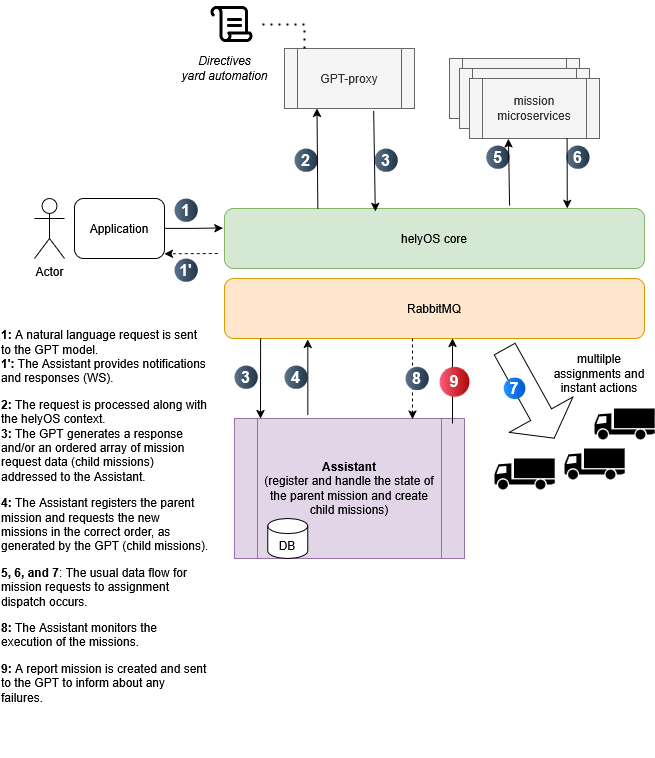 Directives
yard automation
GPT-proxy
mission
microservices
2
3
5
6
Actor
Application
1
1'
helyOS core
RabbitMQ
1: A natural language request is sent
to the GPT model.
1': The Assistant provides notifications
and responses (WS).
2: The request is processed along with
the helyOS context.
3: The GPT generates a response
and/or an ordered array of mission
request data (child missions)
addressed to the Assistant.
4: The Assistant registers the parent
mission and requests the new
missions in the correct order, as
generated by the GPT (child missions).
5, 6, and 7: The usual data flow for
mission requests to assignment
dispatch occurs.
8: The Assistant monitors the
execution of the missions.
9: A report mission is created and sent
to the GPT to inform about any
failures.
3
4
8
9
7
multilple
assignments and
instant actions
Assistant
(register and handle the state of
the parent mission and create
child missions)
DB